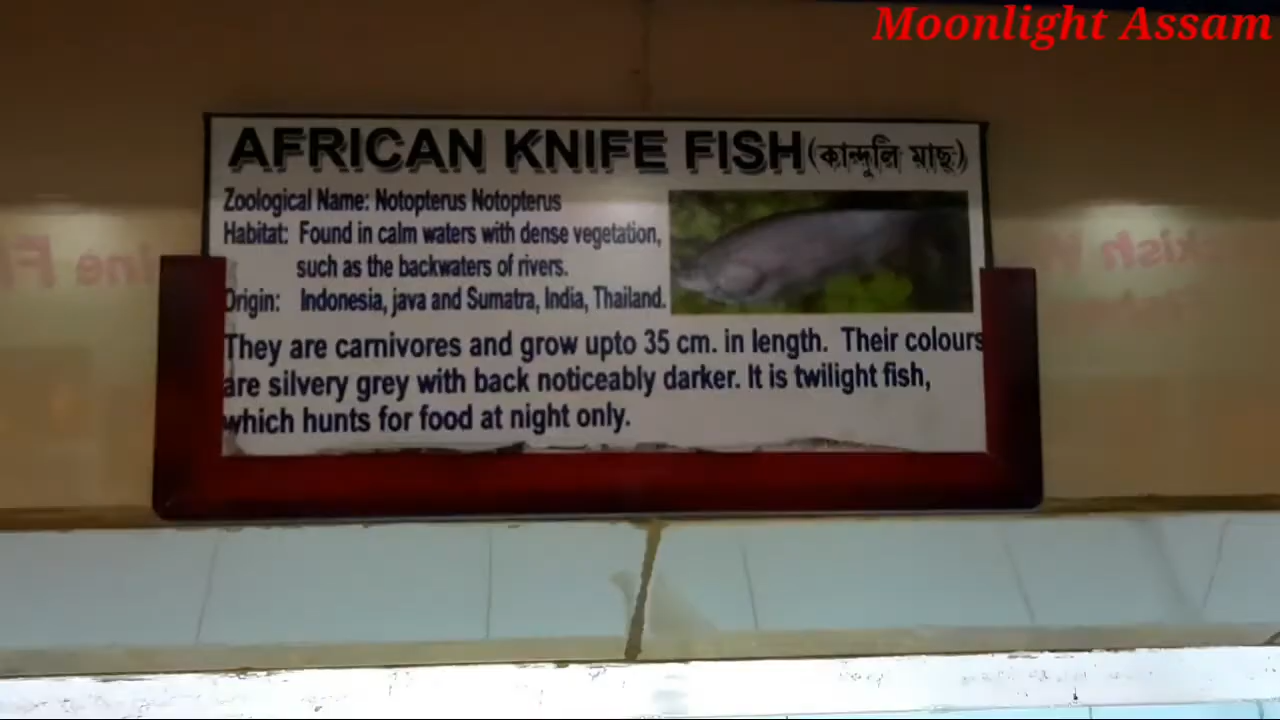 Moonlight Assam
AFRICAN KNIFE FISH(কান্দুলি মাছ)
Zoological Name: Notopterus Notopterus
Habitat: Found in calm waters with dense vegetation,
such as the backwaters of rivers.
Origin: Indonesia, java and Sumatra, India, Thailand.
They are carnivores and grow upto 35 cm. in length. Their colours
are silvery grey with back noticeably darker. It is twilight fish,
which hunts for food at night only.